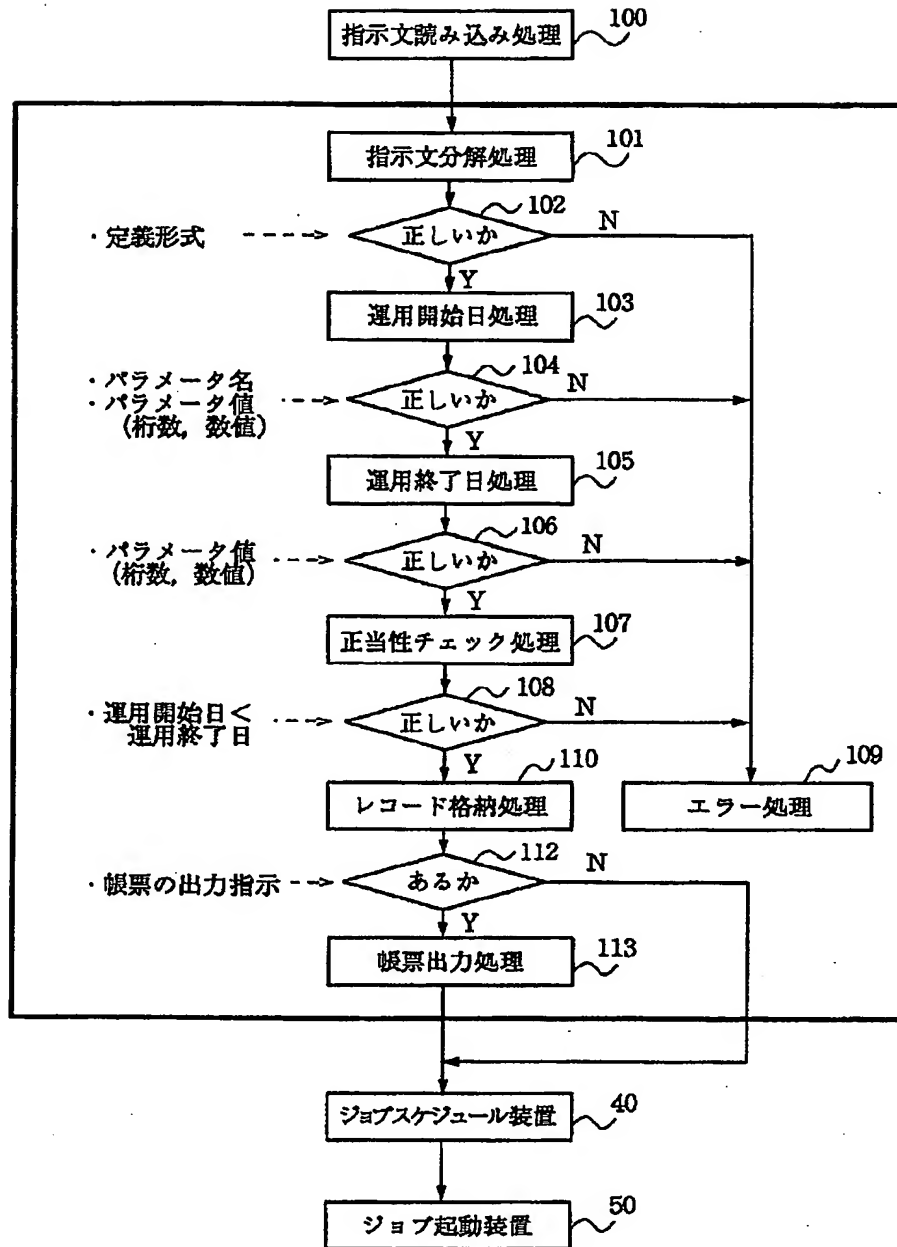 指示文読み込み処理 100
指示文分解処理 101
102
・定義形式 正しいか N
Y
運用開始日処理 103
104
・パラメータ名
・パラメータ値 正しいか N
(桁数, 数値)
Y
運用終了日処理 105
106
・パラメータ値 正しいか N
(桁数, 数値)
Y
正当性チェック処理 107
108
・運用開始日< 正しいか N
運用終了日
Y
110
レコード格納処理
109
エラー処理
112
・帳票の出力指示 あるか N
Y
帳票出力処理 113
ジョブスケジュール装置 40
ジョブ起動装置 50